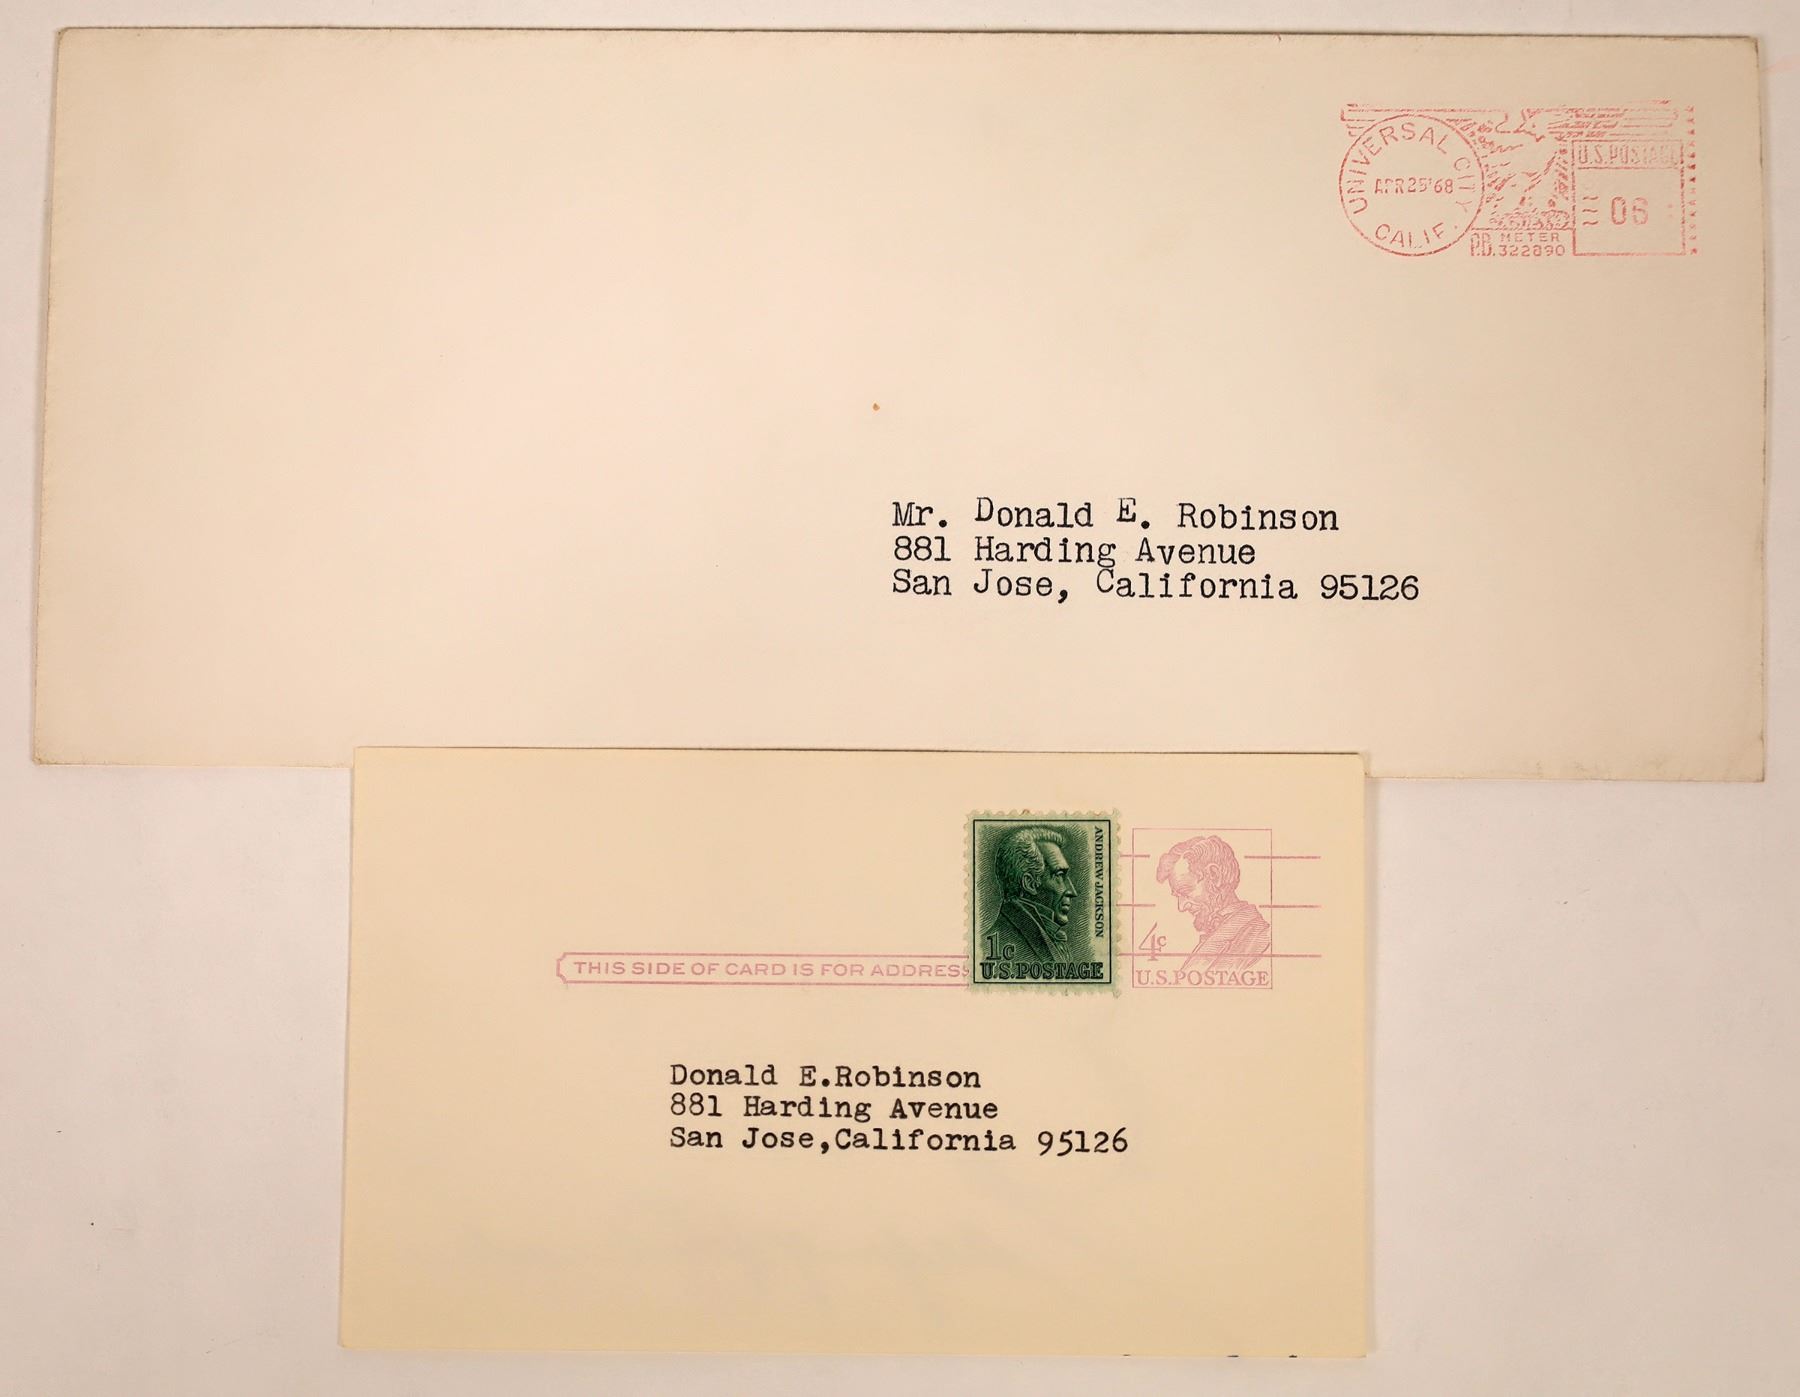 UNIVERSAL CITY
APR 25 '68
CALIF.
P.B. METER
322890
U.S. POSTAGE
06
Mr. Donald E. Robinson
881 Harding Avenue
San Jose, California 95126
ANDREW JACKSON
1c
U.S. POSTAGE
4c
U.S. POSTAGE
THIS SIDE OF CARD IS FOR ADDRESS
Donald E.Robinson
881 Harding Avenue
San Jose,California 95126